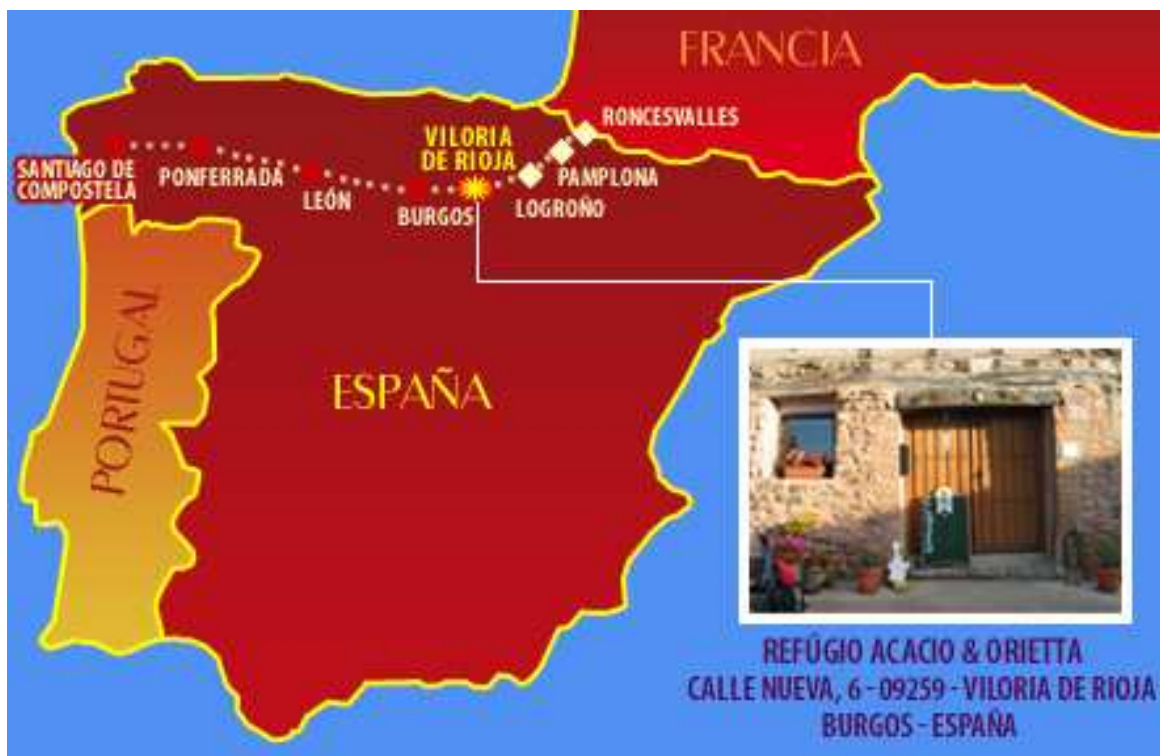 FRANCIA
RONCESVALLES
VILORIA
DE RIOJA
PAMPLONA
LOGROÑO
SANTIAGO DE
COMPOSTELA
PONFERRADA
LEÓN
BURGOS
PORTUGAL
ESPAÑA
REFÚGIO ACACIO & ORIETTA
CALLE NUEVA, 6 - 09259 - VILORIA DE RIOJA
BURGOS - ESPAÑA